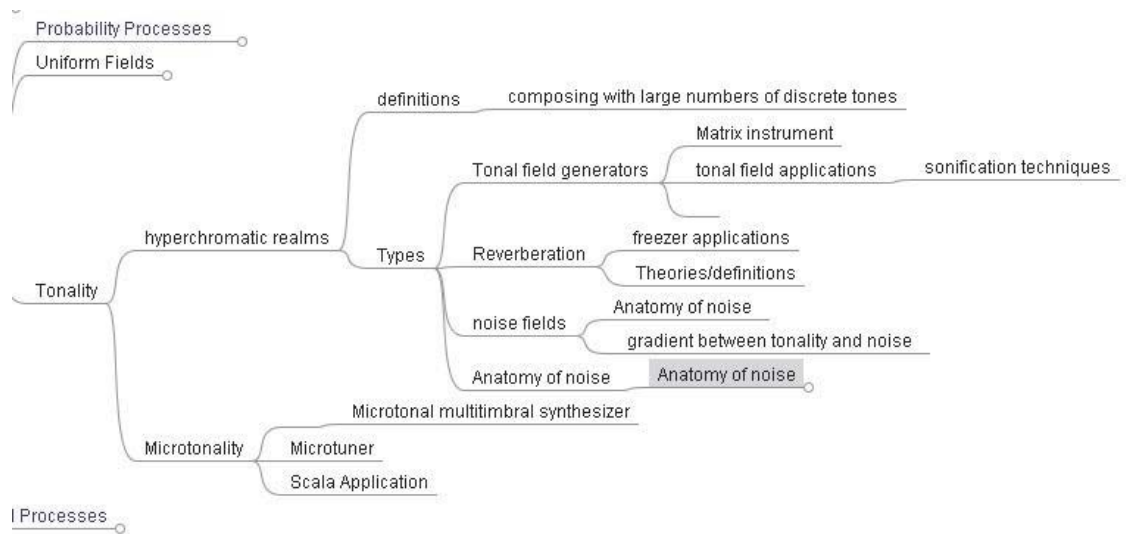 Probability Processes
Uniform Fields
definitions
composing with large numbers of discrete tones
Matrix instrument
Tonal field generators
tonal field applications
sonification techniques
hyperchromatic realms
Types
Reverberation
freezer applications
Theories/definitions
Tonality
noise fields
Anatomy of noise
gradient between tonality and noise
Anatomy of noise
Anatomy of noise
Microtonal multitimbral synthesizer
Microtonality
Microtuner
Scala Application
l Processes